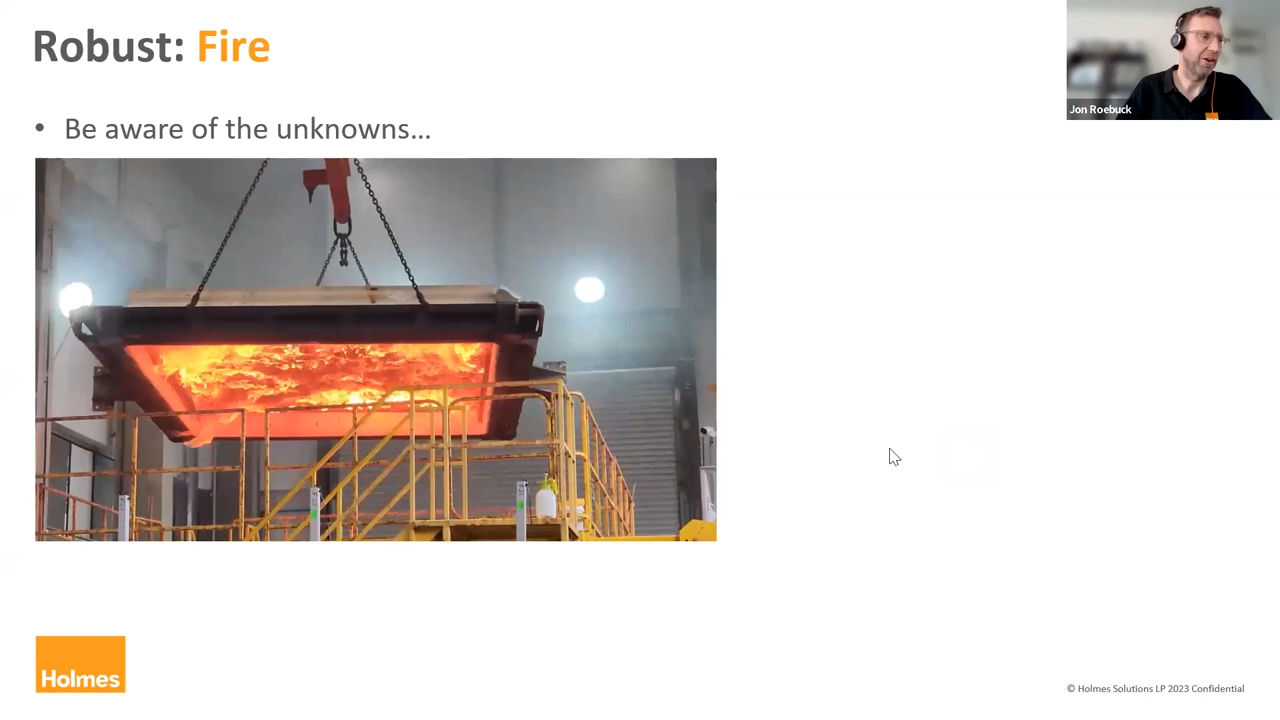 Robust: Fire
Jon Roebuck
• Be aware of the unknowns...
Holmes
© Holmes Solutions LP 2023 Confidential